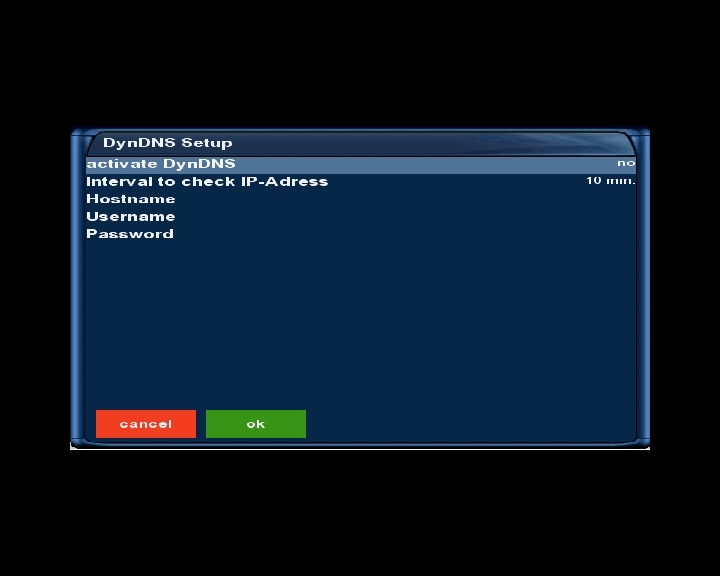 DynDNS Setup
activate DynDNS no
Interval to check IP-Adress 10 min.
Hostname
Username
Password
cancel ok